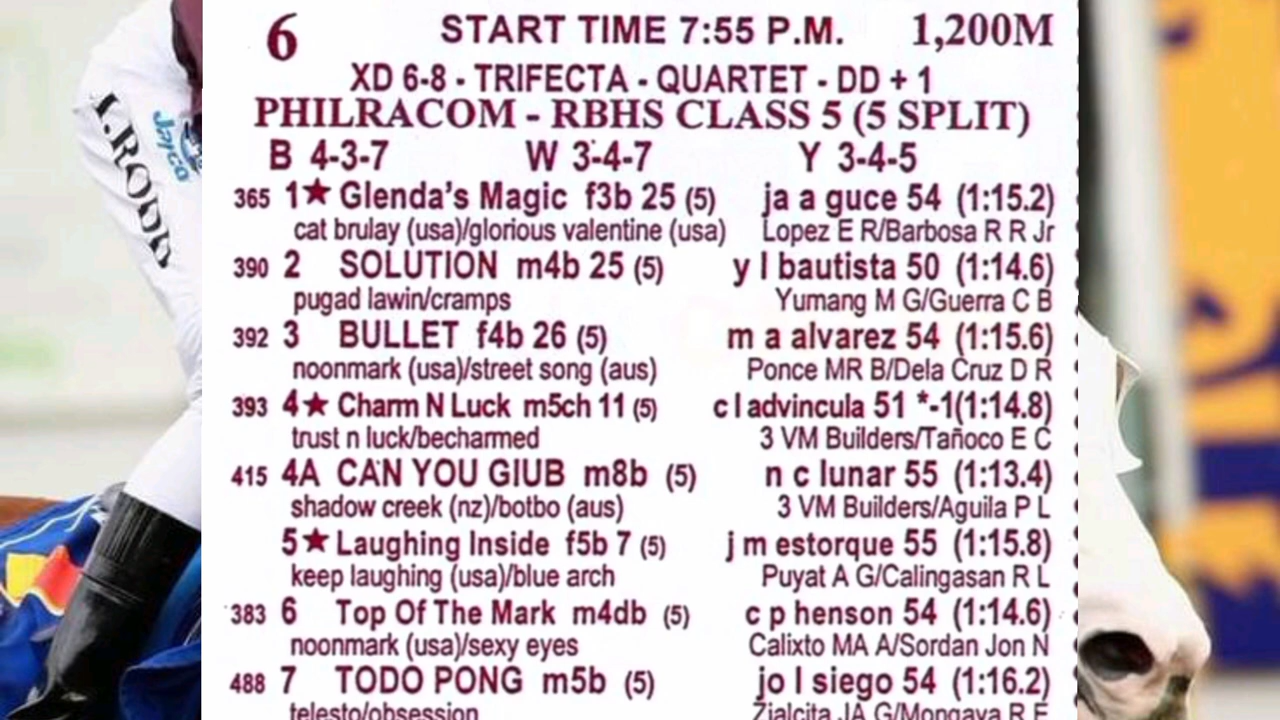 6 START TIME 7:55 P.M. 1,200M
XD 6-8 - TRIFECTA - QUARTET - DD + 1
PHILRACOM - RBHS CLASS 5 (5 SPLIT)
B 4-3-7 W 3-4-7 Y 3-4-5
365 1★ Glenda's Magic f3b 25 (5) ja a guce 54 (1:15.2)
cat brulay (usa)/glorious valentine (usa) Lopez E R/Barbosa R R Jr
390 2 SOLUTION m4b 25 (5) y l bautista 50 (1:14.6)
pugad lawin/cramps Yumang M G/Guerra C B
392 3 BULLET f4b 26 (5) m a alvarez 54 (1:15.6)
noonmark (usa)/street song (aus) Ponce MR B/Dela Cruz D R
393 4★ Charm N Luck m5ch 11 (5) c l advincula 51 *-1(1:14.8)
trust n luck/becharmed 3 VM Builders/Tañoco E C
415 4A CAN YOU GIUB m8b (5) n c lunar 55 (1:13.4)
shadow creek (nz)/botbo (aus) 3 VM Builders/Aguila P L
5★ Laughing Inside f5b 7 (5) j m estorque 55 (1:15.8)
keep laughing (usa)/blue arch Puyat A G/Calingasan R L
383 6 Top Of The Mark m4db (5) c p henson 54 (1:14.6)
noonmark (usa)/sexy eyes Calixto MA A/Sordan Jon N
488 7 TODO PONG m5b (5) jo l siego 54 (1:16.2)
telesto/obsession Zialcita JA G/Mongaya R F
Jayco